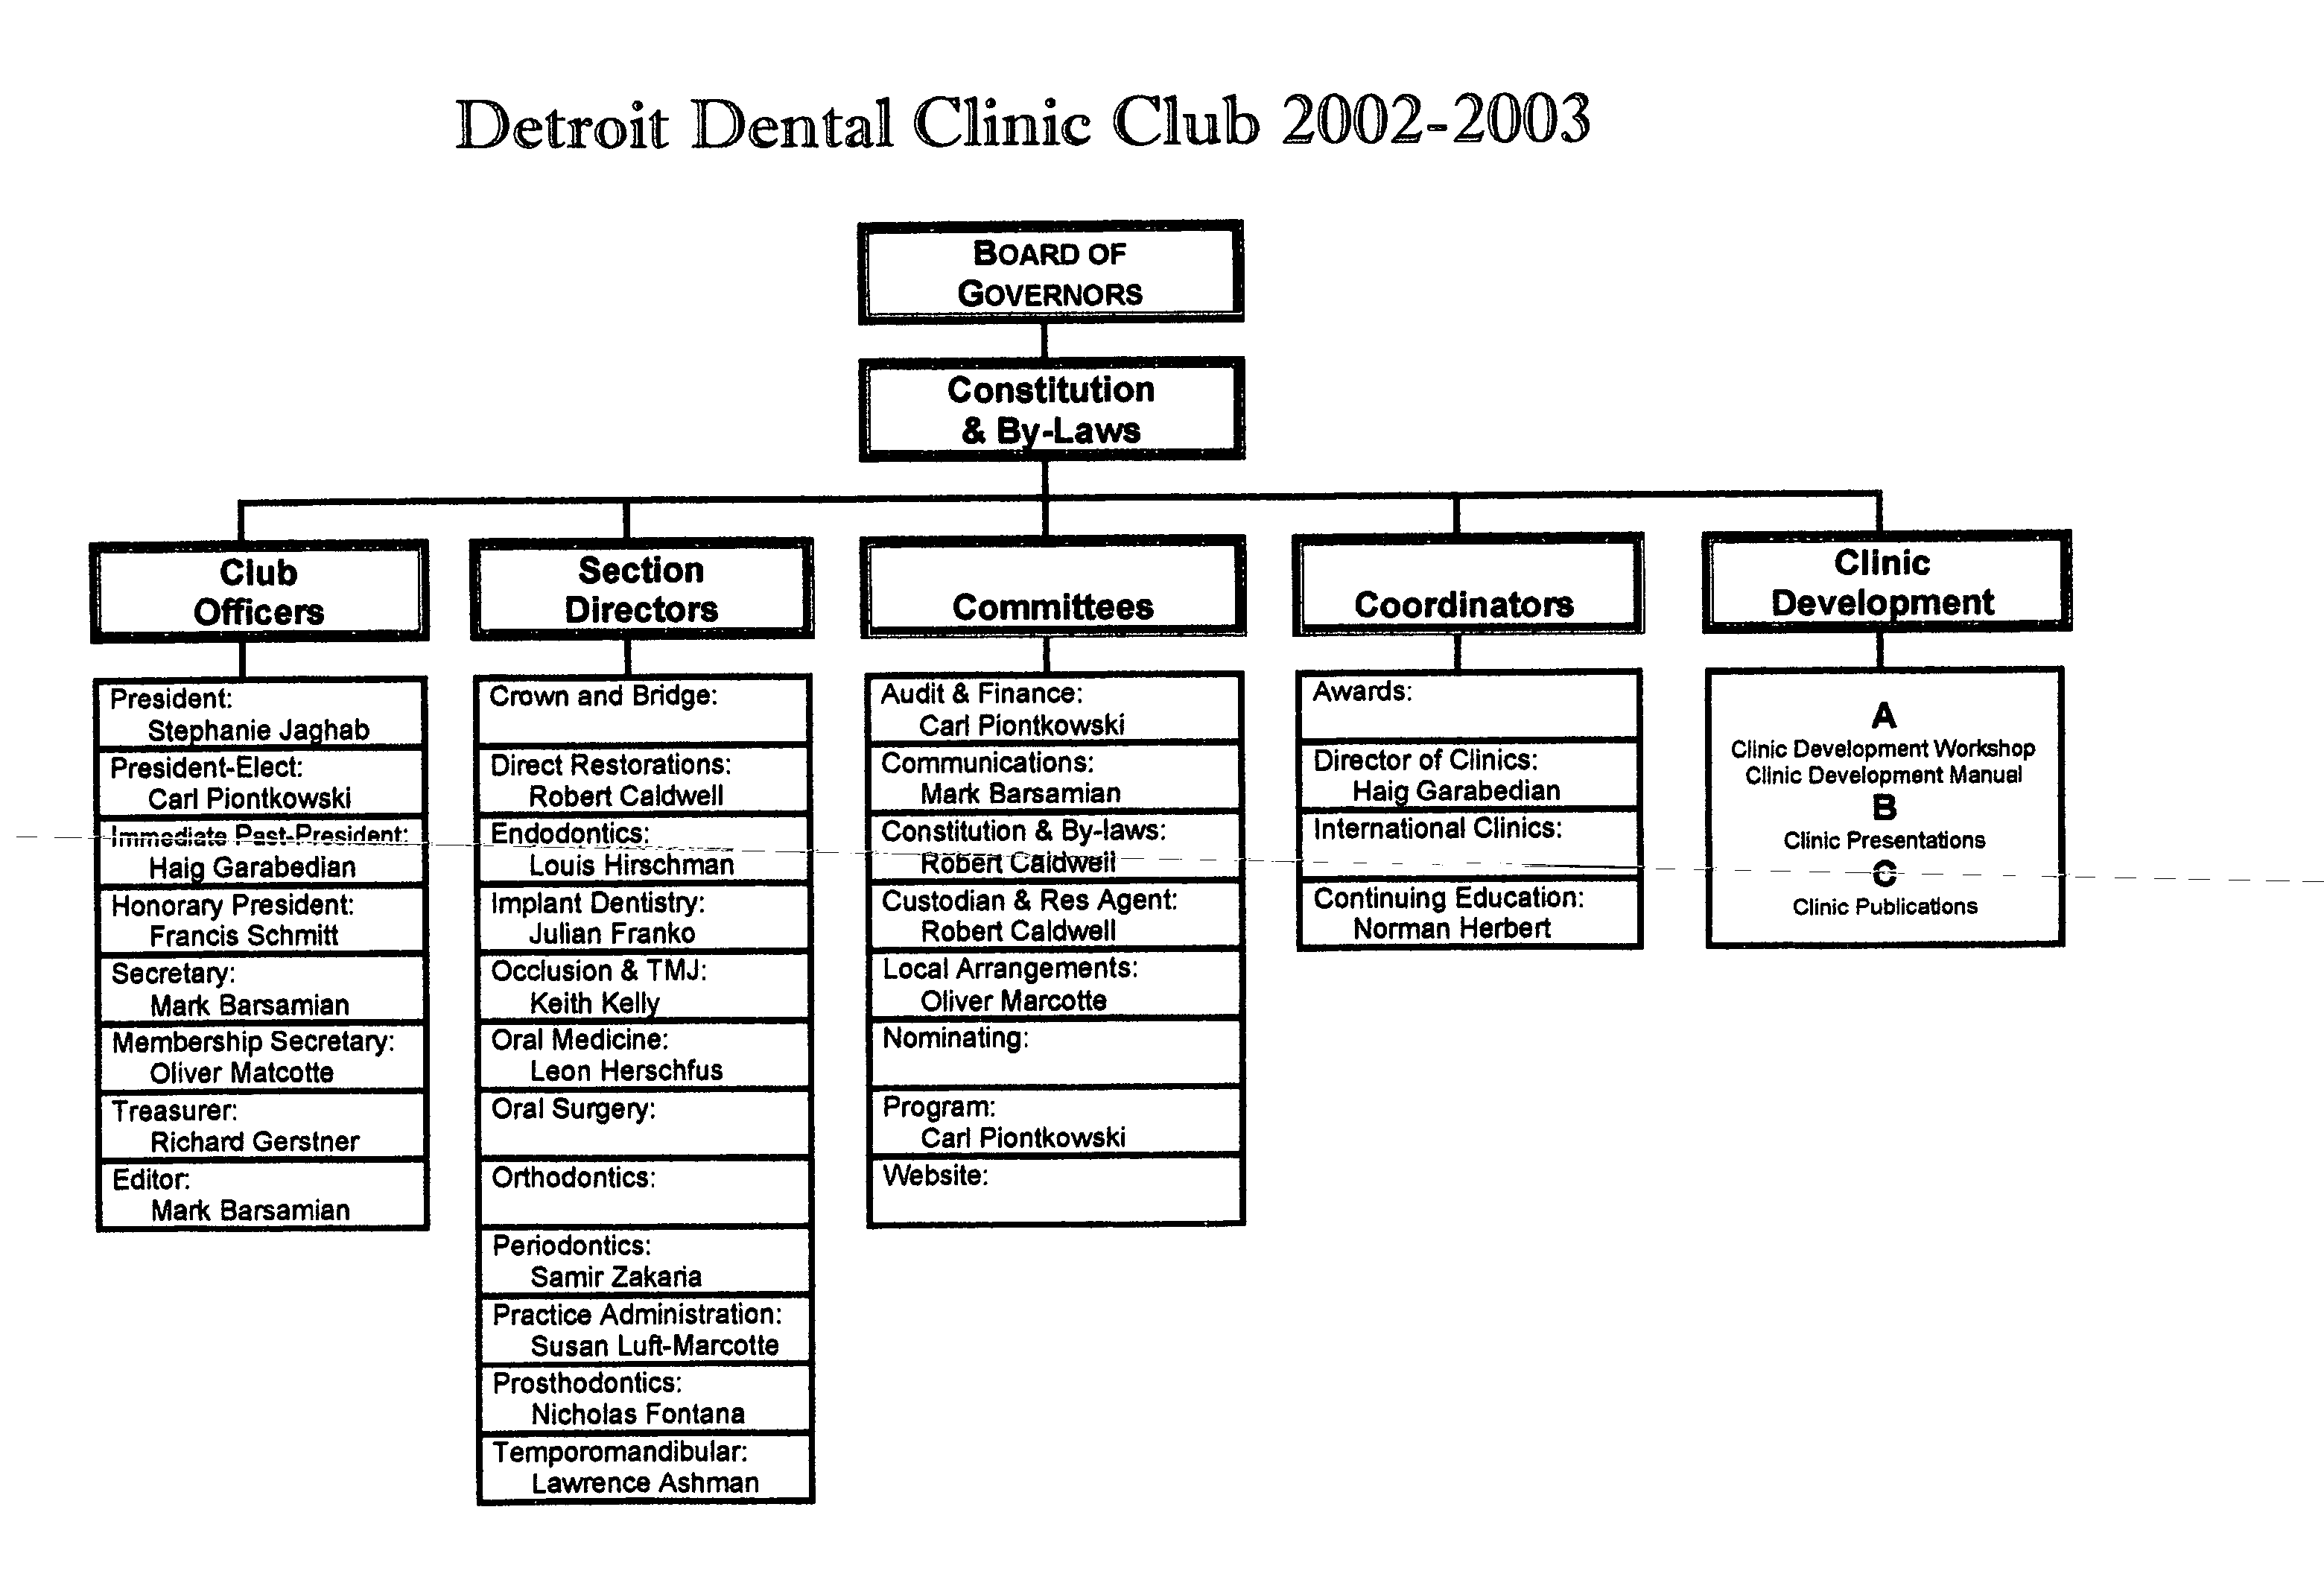 Detroit Dental Clinic Club 2002-2003
BOARD OF
GOVERNORS
Constitution
& By-Laws
Club
Officers
President:
Stephanie Jaghab
President-Elect:
Carl Piontkowski
Immediate Past-President:
Haig Garabedian
Honorary President:
Francis Schmitt
Secretary:
Mark Barsamian
Membership Secretary:
Oliver Matcotte
Treasurer:
Richard Gerstner
Editor:
Mark Barsamian
Section
Directors
Crown and Bridge:
Direct Restorations:
Robert Caldwell
Endodontics:
Louis Hirschman
Implant Dentistry:
Julian Franko
Occlusion & TMJ:
Keith Kelly
Oral Medicine:
Leon Herschfus
Oral Surgery:
Orthodontics:
Periodontics:
Samir Zakaria
Practice Administration:
Susan Luft-Marcotte
Prosthodontics:
Nicholas Fontana
Temporomandibular:
Lawrence Ashman
Committees
Audit & Finance:
Carl Piontkowski
Communications:
Mark Barsamian
Constitution & By-laws:
Robert Caldwell
Custodian & Res Agent:
Robert Caldwell
Local Arrangements:
Oliver Marcotte
Nominating:
Program:
Carl Piontkowski
Website:
Coordinators
Awards:
Director of Clinics:
Haig Garabedian
International Clinics:
Continuing Education:
Norman Herbert
Clinic
Development
A
Clinic Development Workshop
Clinic Development Manual
B
Clinic Presentations
C
Clinic Publications